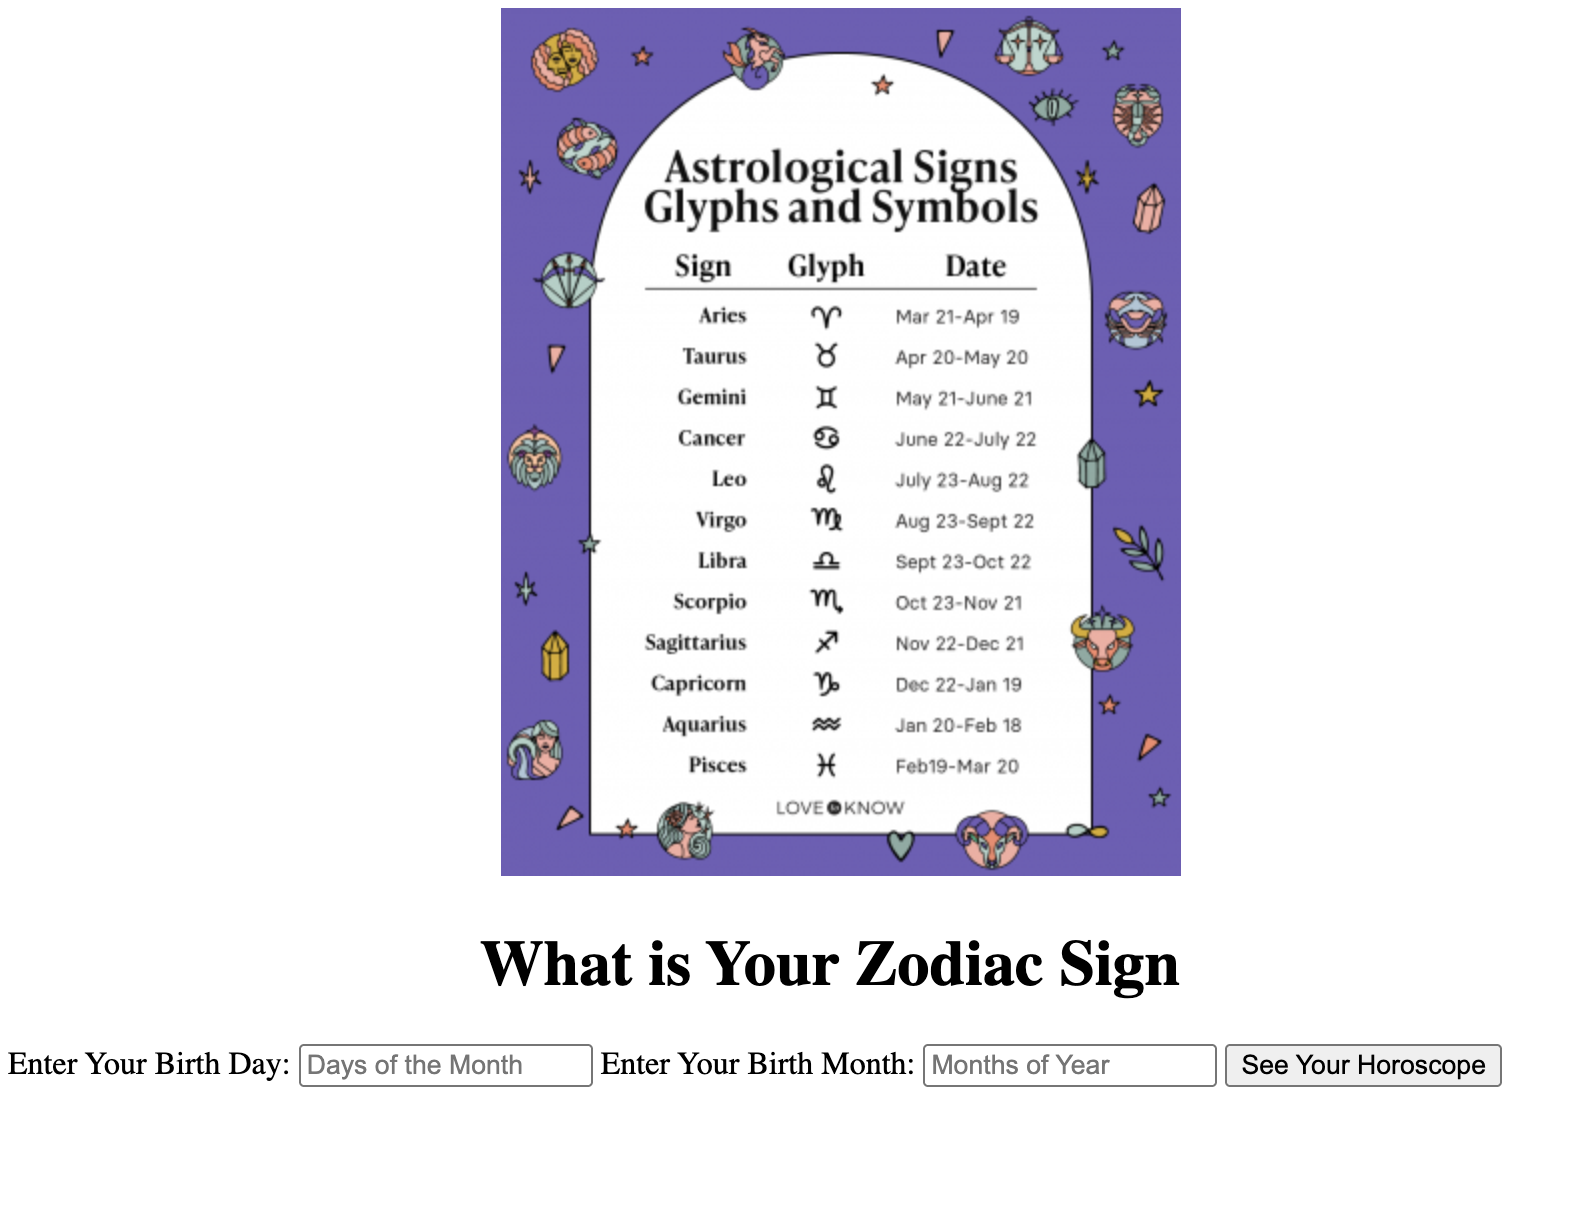 Astrological Signs
Glyphs and Symbols
Sign Glyph Date
Aries ♈︎ Mar 21-Apr 19
Taurus ♉︎ Apr 20-May 20
Gemini ♊︎ May 21-June 21
Cancer ♋︎ June 22-July 22
Leo ♌︎ July 23-Aug 22
Virgo ♍︎ Aug 23-Sept 22
Libra ♎︎ Sept 23-Oct 22
Scorpio ♏︎ Oct 23-Nov 21
Sagittarius ♐︎ Nov 22-Dec 21
Capricorn ♑︎ Dec 22-Jan 19
Aquarius ♒︎ Jan 20-Feb 18
Pisces ♓︎ Feb19-Mar 20
LOVE KNOW
What is Your Zodiac Sign
Enter Your Birth Day: Days of the Month Enter Your Birth Month: Months of Year See Your Horoscope